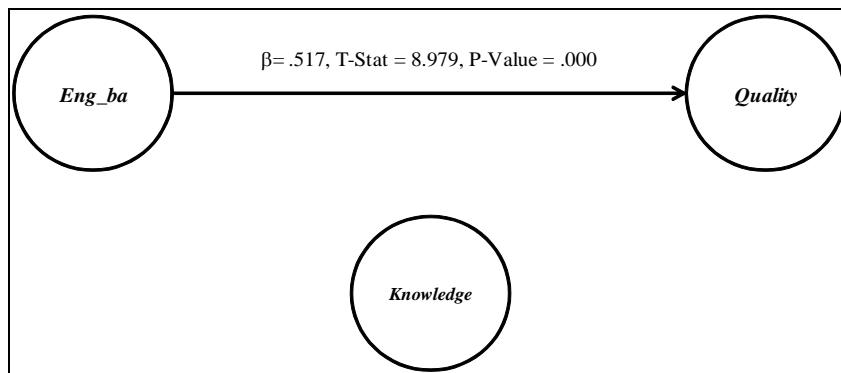 β= .517, T-Stat = 8.979, P-Value = .000
Eng_ba
Quality
Knowledge